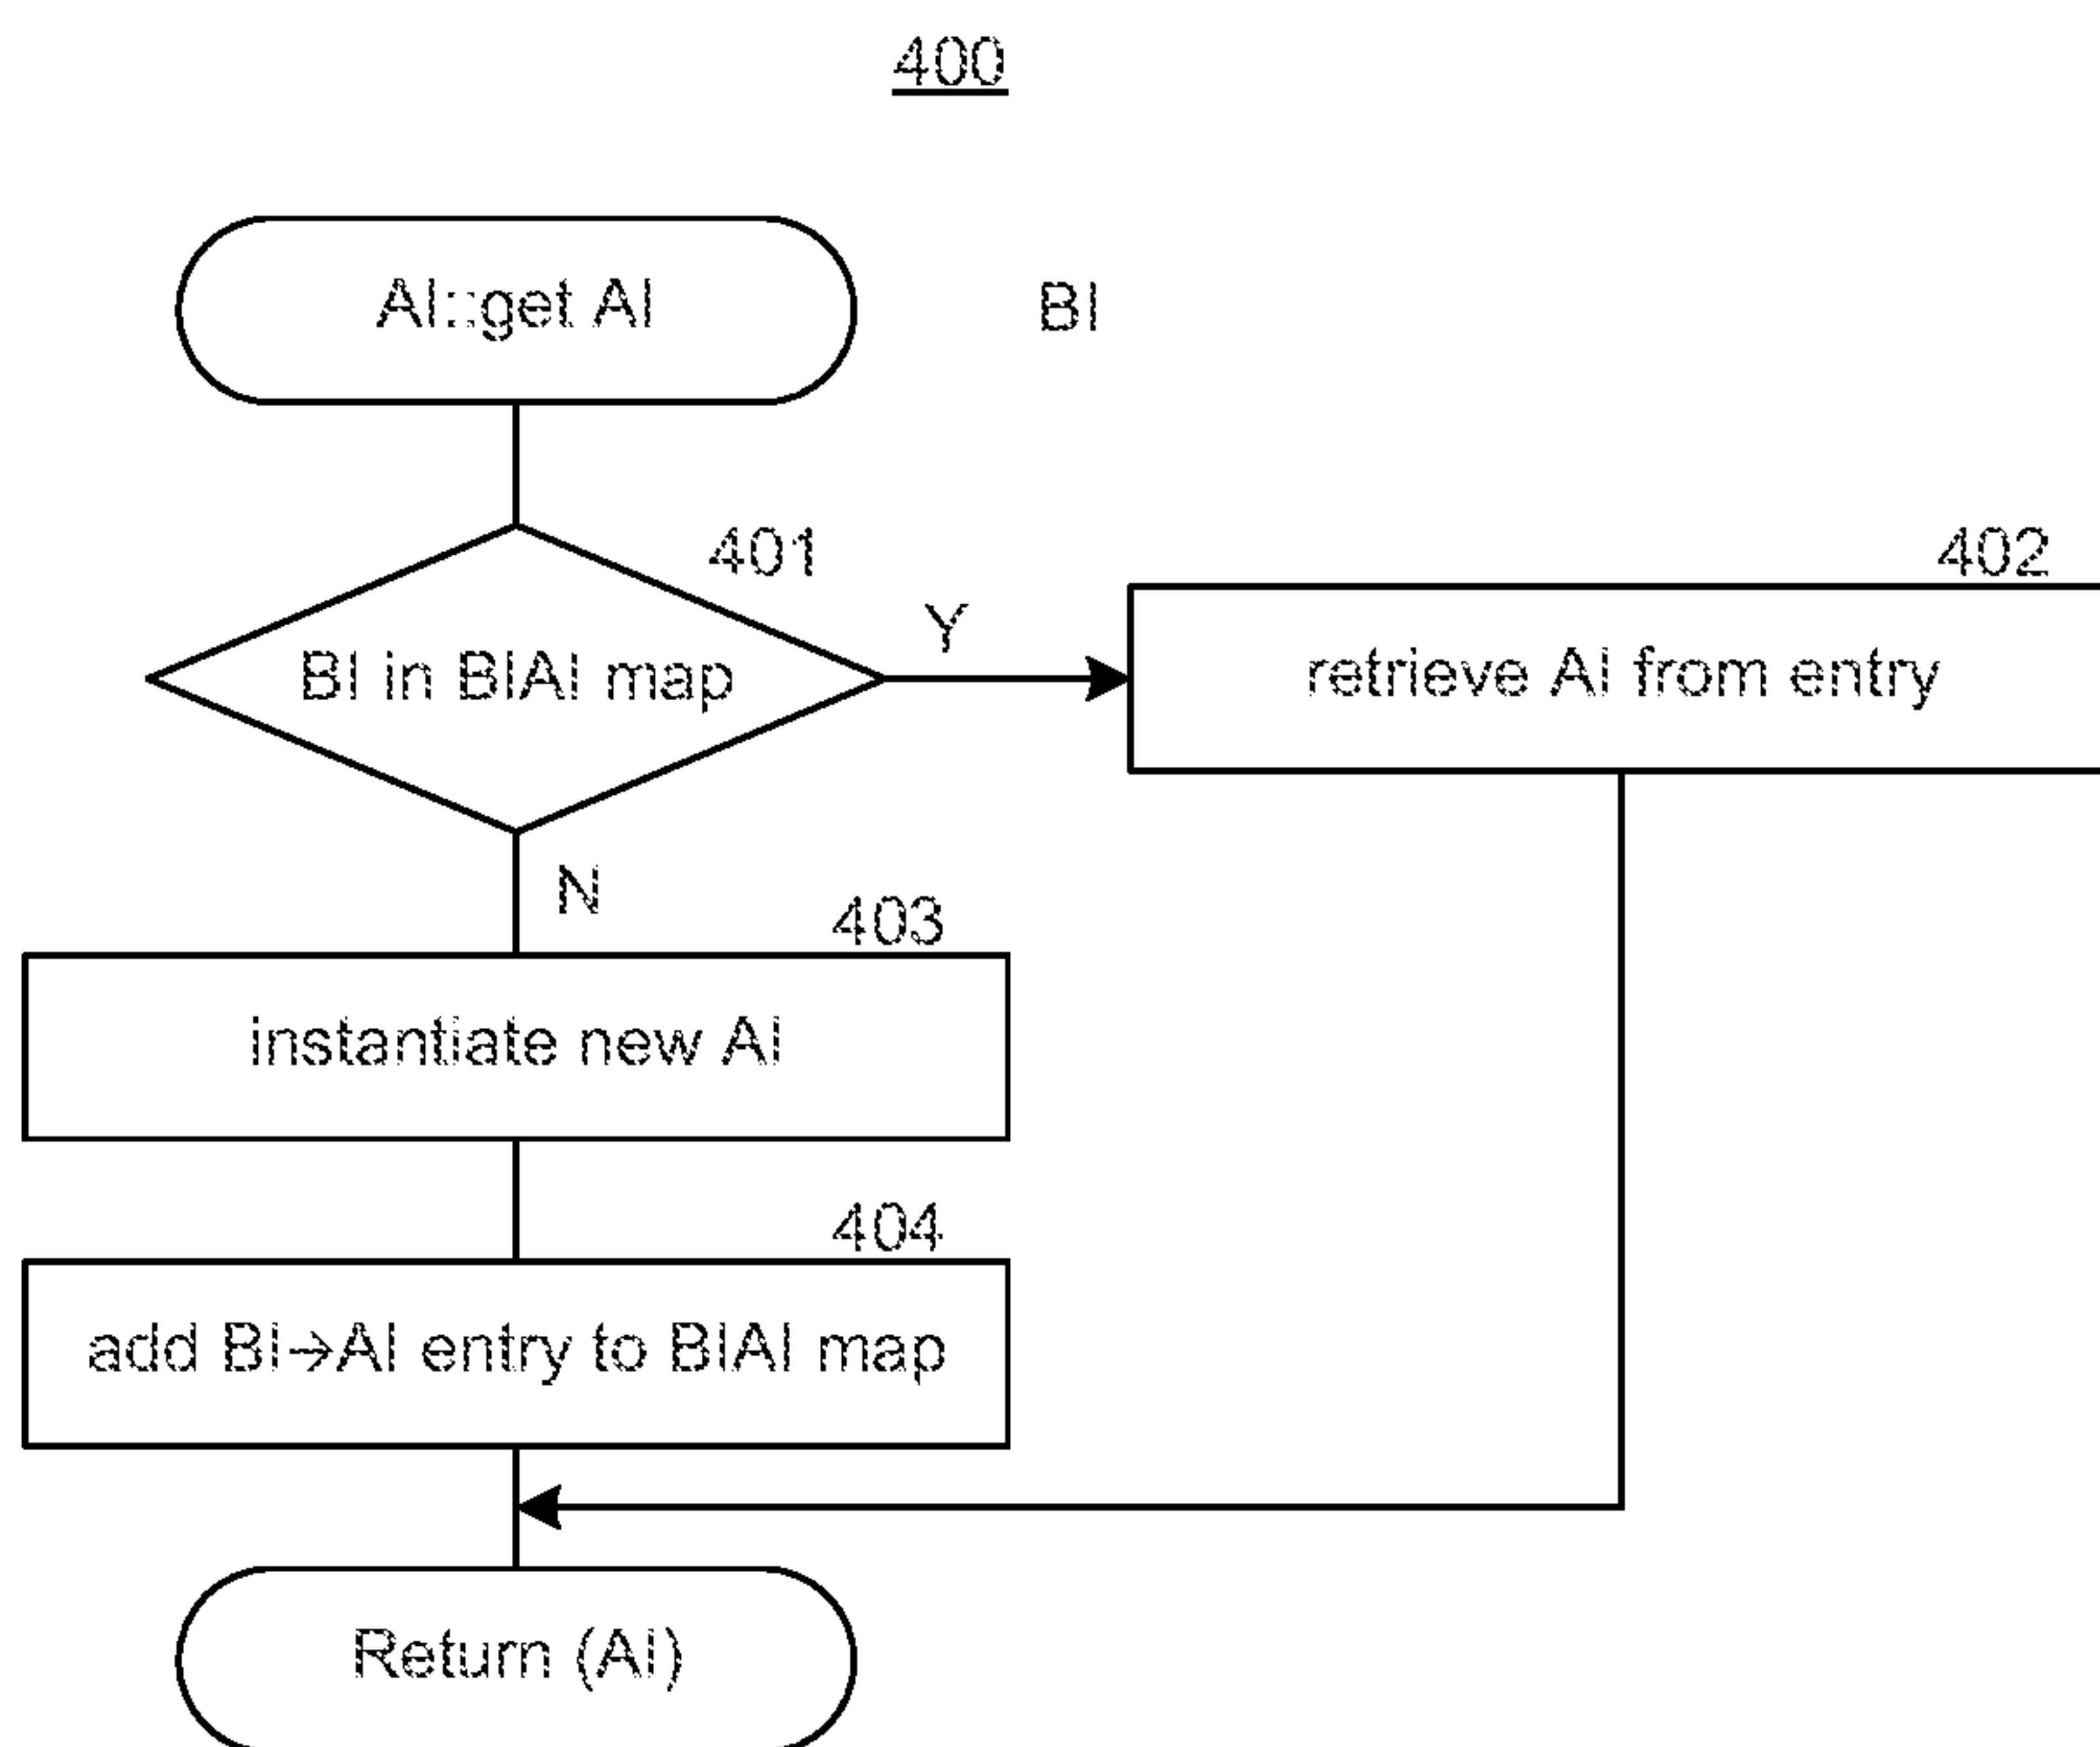 400
AI::get AI
BI
401
402
BI in BIAI map
Y
retrieve AI from entry
N
403
instantiate new AI
404
add BI→AI entry to BIAI map
Return (AI)